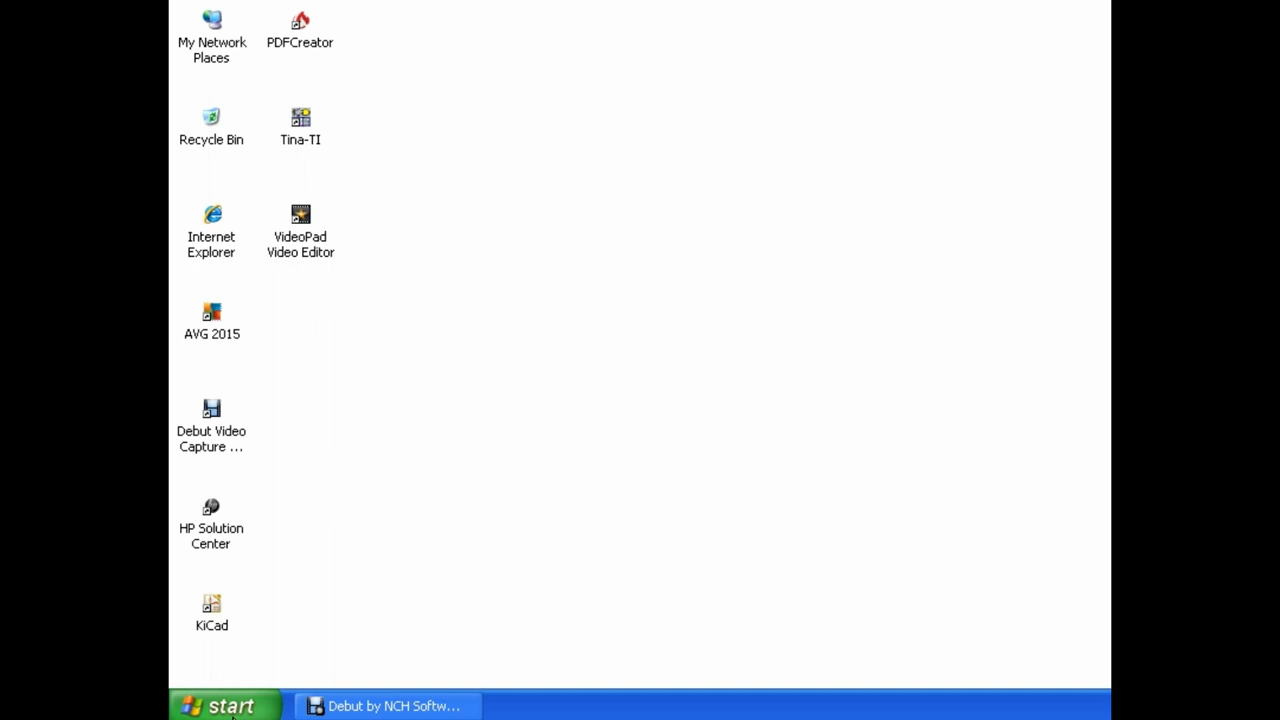 My Network
Places
PDFCreator
Recycle Bin
Tina-TI
Internet
Explorer
VideoPad
Video Editor
AVG 2015
Debut Video
Capture ...
HP Solution
Center
KiCad
start
Debut by NCH Softw...